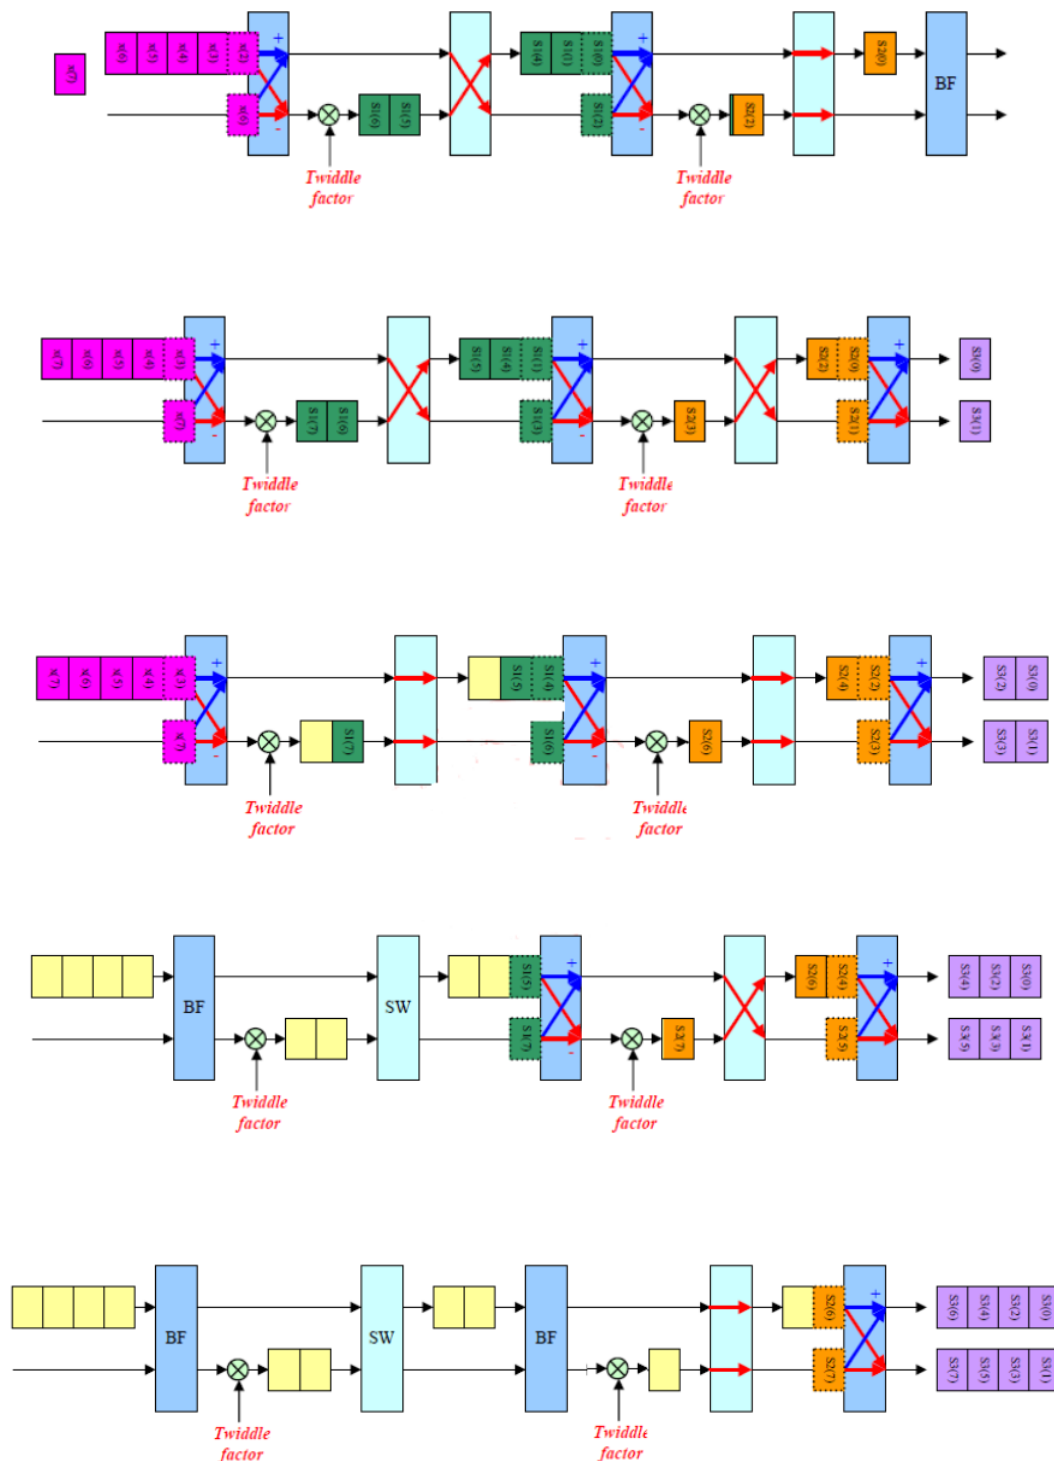 x(7)
x(6) x(5) x(4) x(3) x(2)
+
S1(4) S1(1) S1(0)
+
S2(0)
BF
x(6)
-
S1(6) S1(5)
S1(2)
-
S2(2)
Twiddle
factor
Twiddle
factor
x(7) x(6) x(5) x(4) x(3)
+
S1(5) S1(4) S1(1)
+
S2(2) S2(0)
+
S3(0)
x(7)
-
S1(7) S1(6)
S1(3)
-
S2(3)
S2(1)
-
S3(1)
Twiddle
factor
Twiddle
factor
x(7) x(6) x(5) x(4) x(3)
+
S1(5) S1(4)
+
S2(4) S2(2)
+
S3(2) S3(0)
x(7)
-
S1(7)
S1(6)
-
S2(6)
S2(3)
-
S3(3) S3(1)
Twiddle
factor
Twiddle
factor
BF
SW
S1(5)
+
S2(6) S2(4)
+
S3(4) S3(2) S3(0)
S1(7)
-
S2(7)
S2(5)
-
S3(5) S3(3) S3(1)
Twiddle
factor
Twiddle
factor
BF
SW
BF
S2(6)
+
S3(6) S3(4) S3(2) S3(0)
S2(7)
-
S3(7) S3(5) S3(3) S3(1)
Twiddle
factor
Twiddle
factor